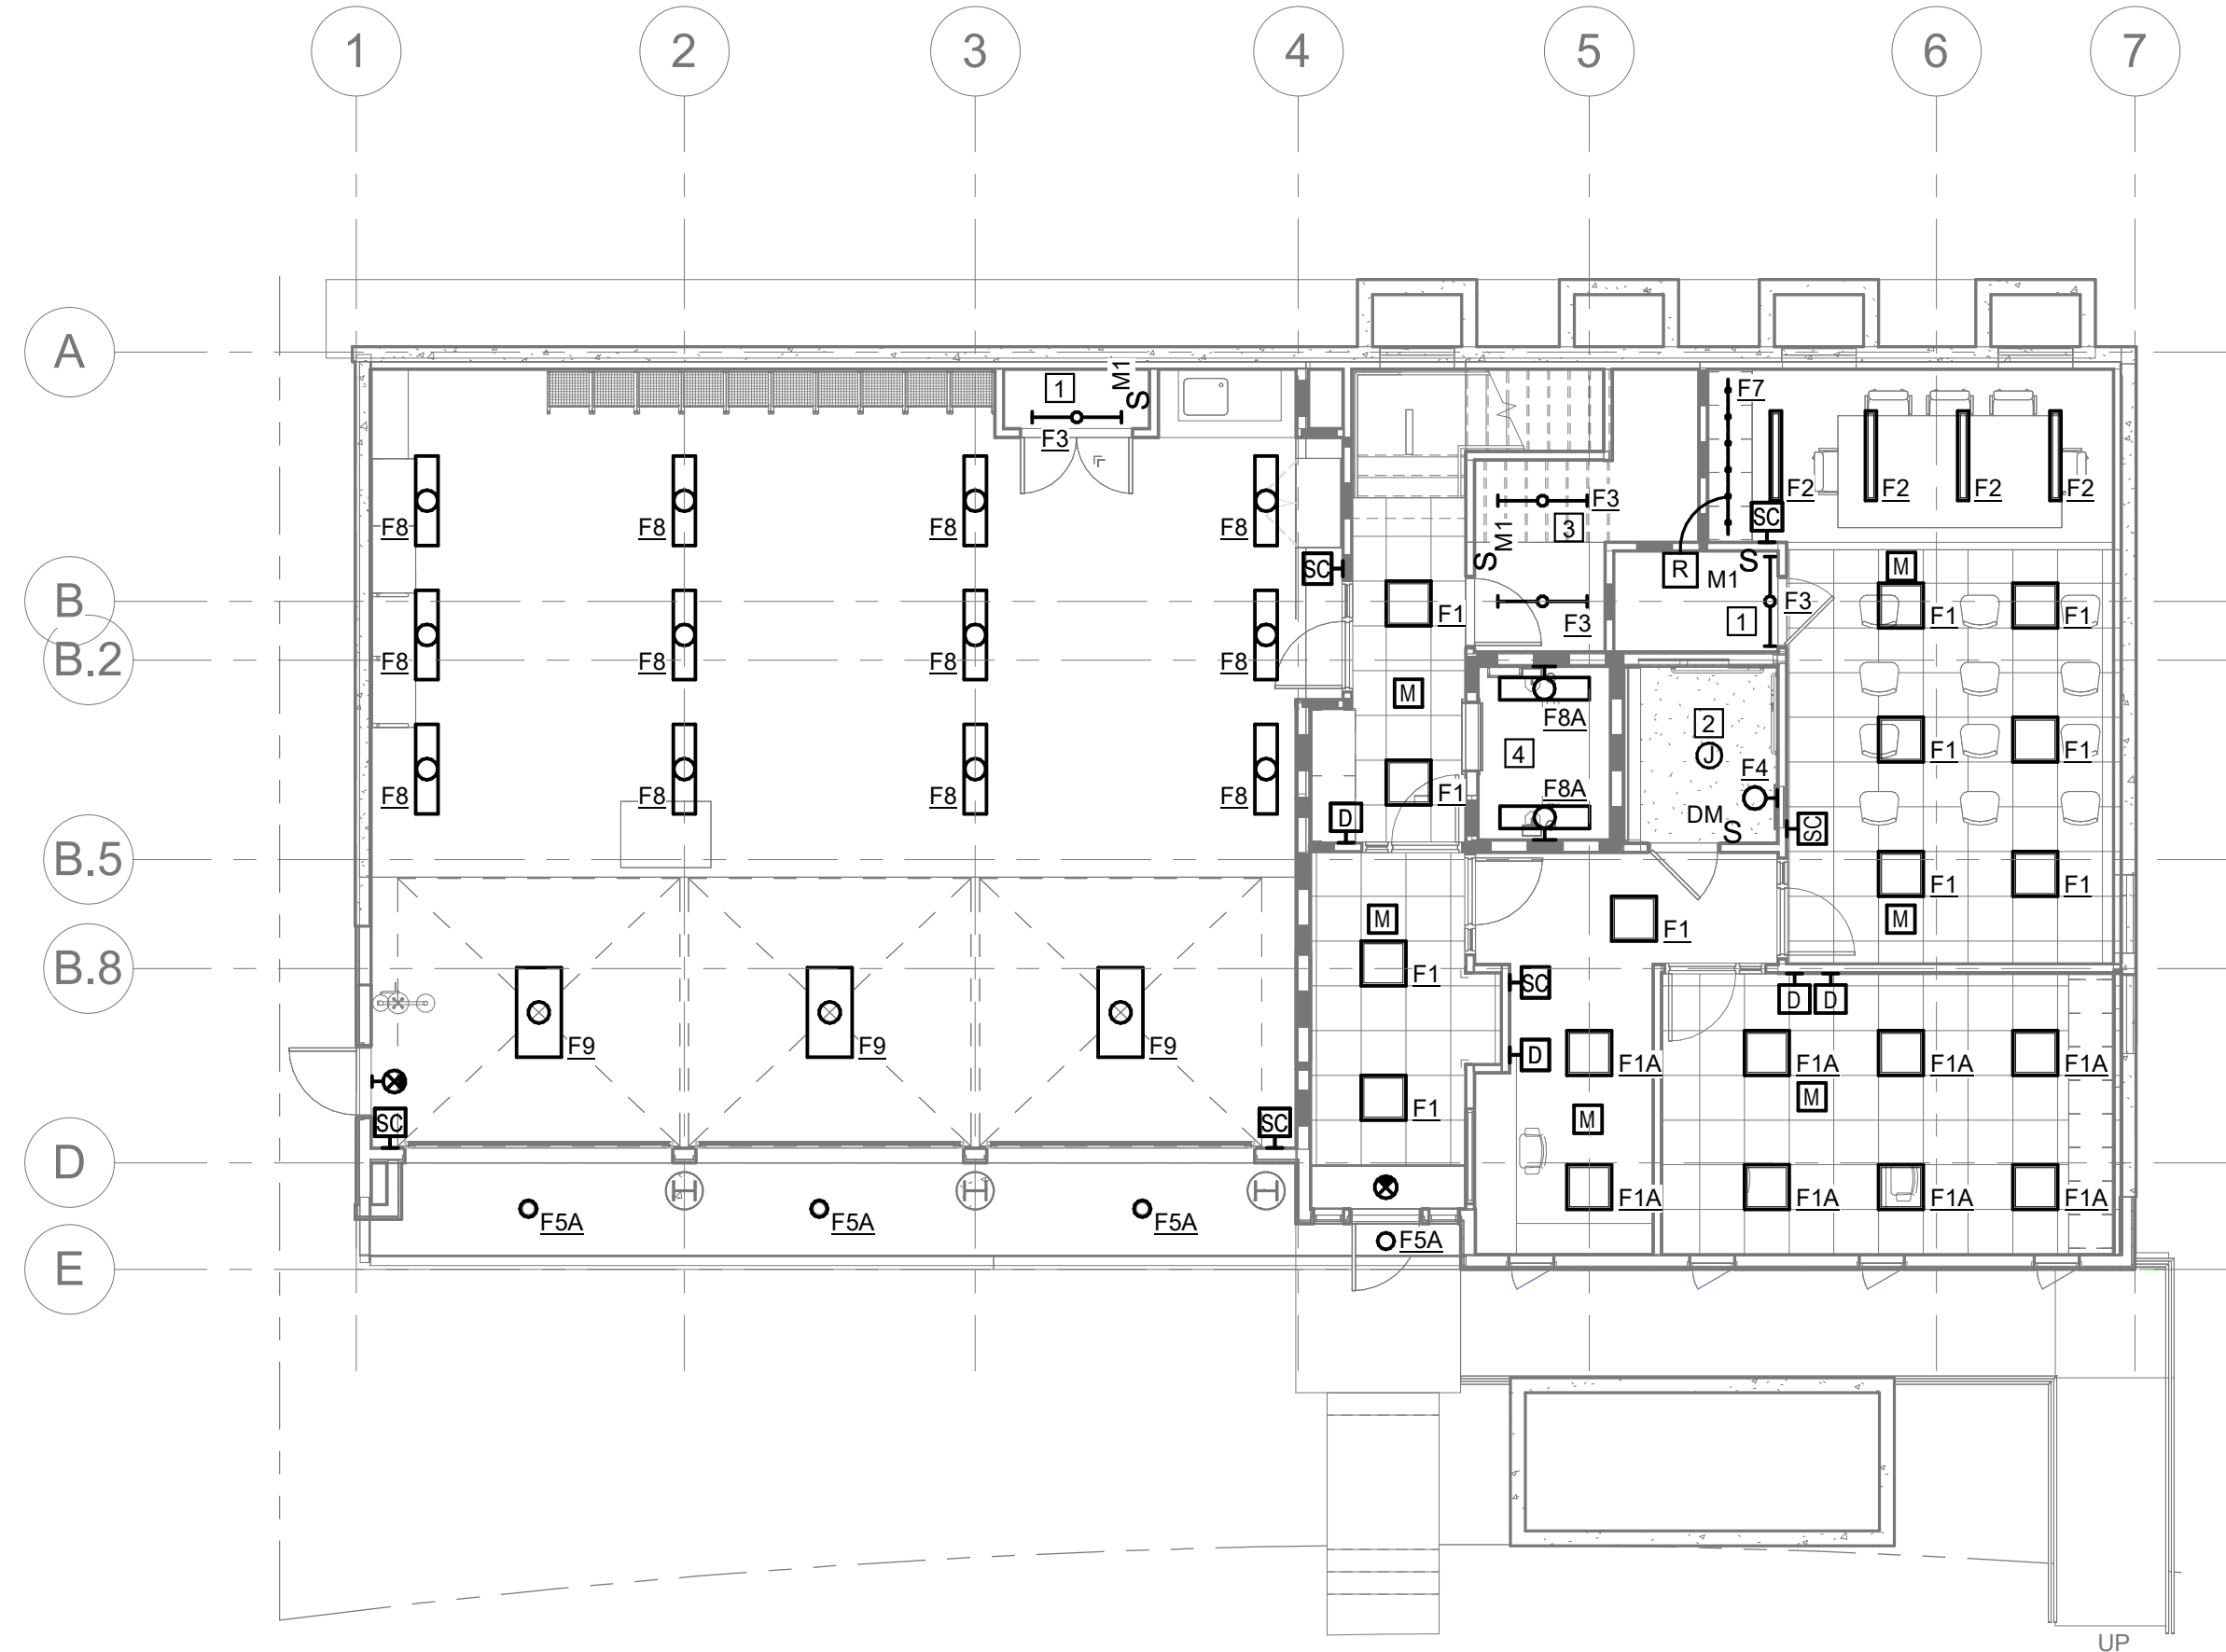 1 2 3 4 5 6 7
A
1 M1 S
F7
F3
F2 F2 F2 F2
F8 F8 F8 F8
F3
3
SC
M1
S
SC
S
R M1
M
B
F1 F3 F3 F1 F1
1
B.2
F8 F8 F8 F8
M
F8A
2
4
J
F1 F1
F4
F8A
F1
F8 F8 F8 F8
D
DM
S
SC
B.5
F1 F1
M
M
F1
B.8
F1
SC
D D
F9 F9 F9
D
F1A F1A F1A F1A
SC SC
F1
M
M
D
H H H
F1A F1A F1A F1A
F5A F5A F5A
F5A
E
UP